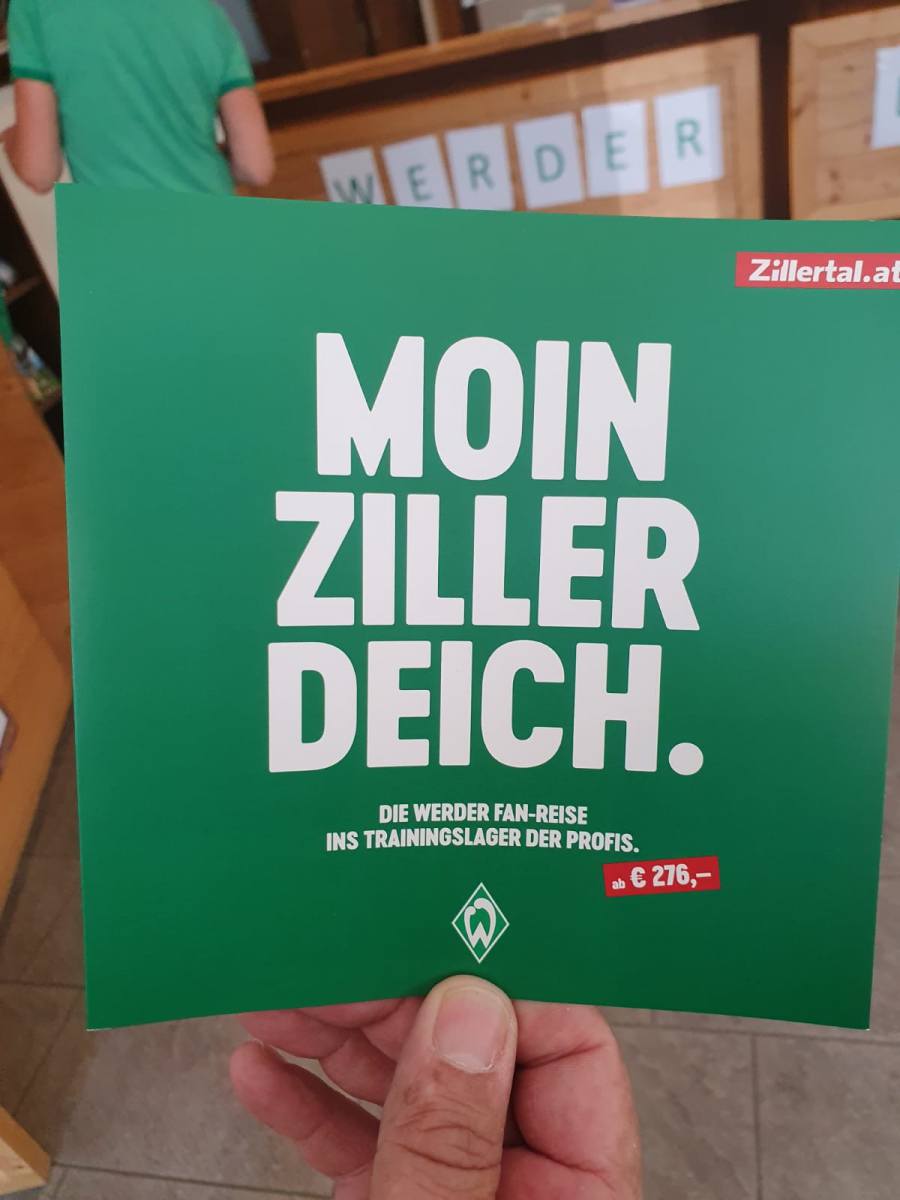 WERDER
Zillertal.at
MOIN
ZILLER
DEICH.
DIE WERDER FAN-REISE
INS TRAININGSLAGER DER PROFIS.
ab € 276,–
W